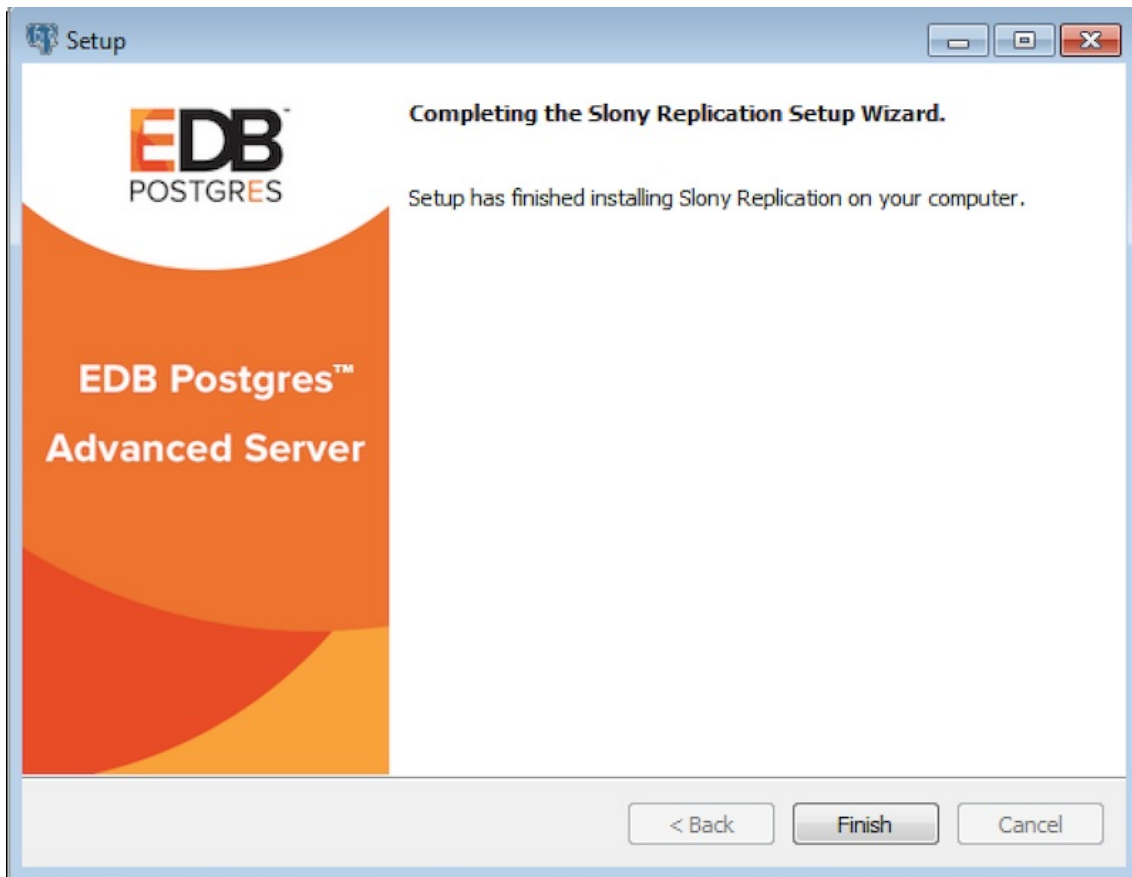 Setup
EDB™
POSTGRES
Completing the Slony Replication Setup Wizard.
Setup has finished installing Slony Replication on your computer.
EDB Postgres™
Advanced Server
< Back
Finish
Cancel